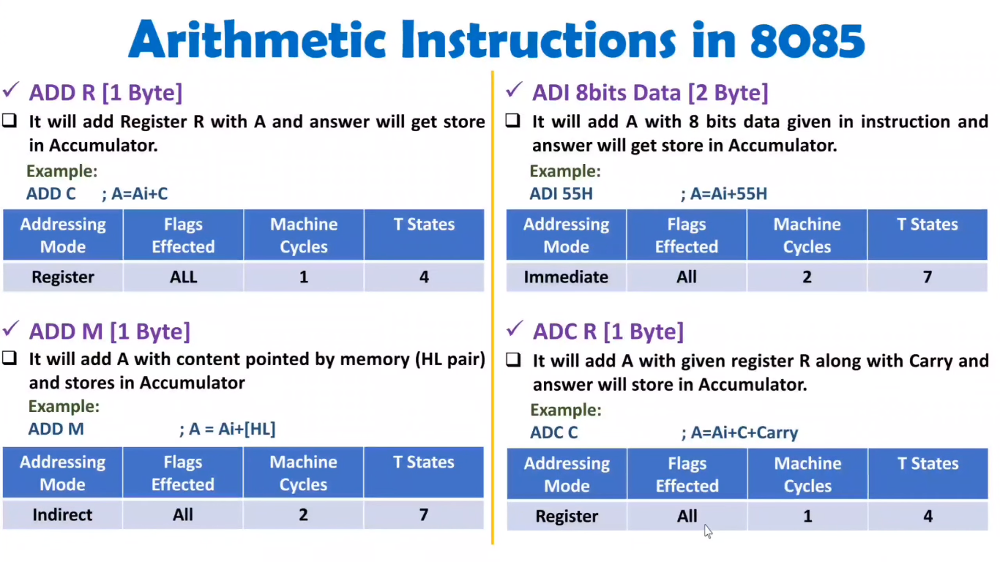 Arithmetic Instructions in 8085
ADD R [1 Byte]
It will add Register R with A and answer will get store
in Accumulator.
Example:
ADD C ; A=Ai+C
Addressing Mode Flags Effected Machine Cycles T States
Register ALL 1 4
ADD M [1 Byte]
It will add A with content pointed by memory (HL pair)
and stores in Accumulator
Example:
ADD M ; A = Ai+[HL]
Addressing Mode Flags Effected Machine Cycles T States
Indirect All 2 7
ADI 8bits Data [2 Byte]
It will add A with 8 bits data given in instruction and
answer will get store in Accumulator.
Example:
ADI 55H ; A=Ai+55H
Addressing Mode Flags Effected Machine Cycles T States
Immediate All 2 7
ADC R [1 Byte]
It will add A with given register R along with Carry and
answer will store in Accumulator.
Example:
ADC C ; A=Ai+C+Carry
Addressing Mode Flags Effected Machine Cycles T States
Register All 1 4